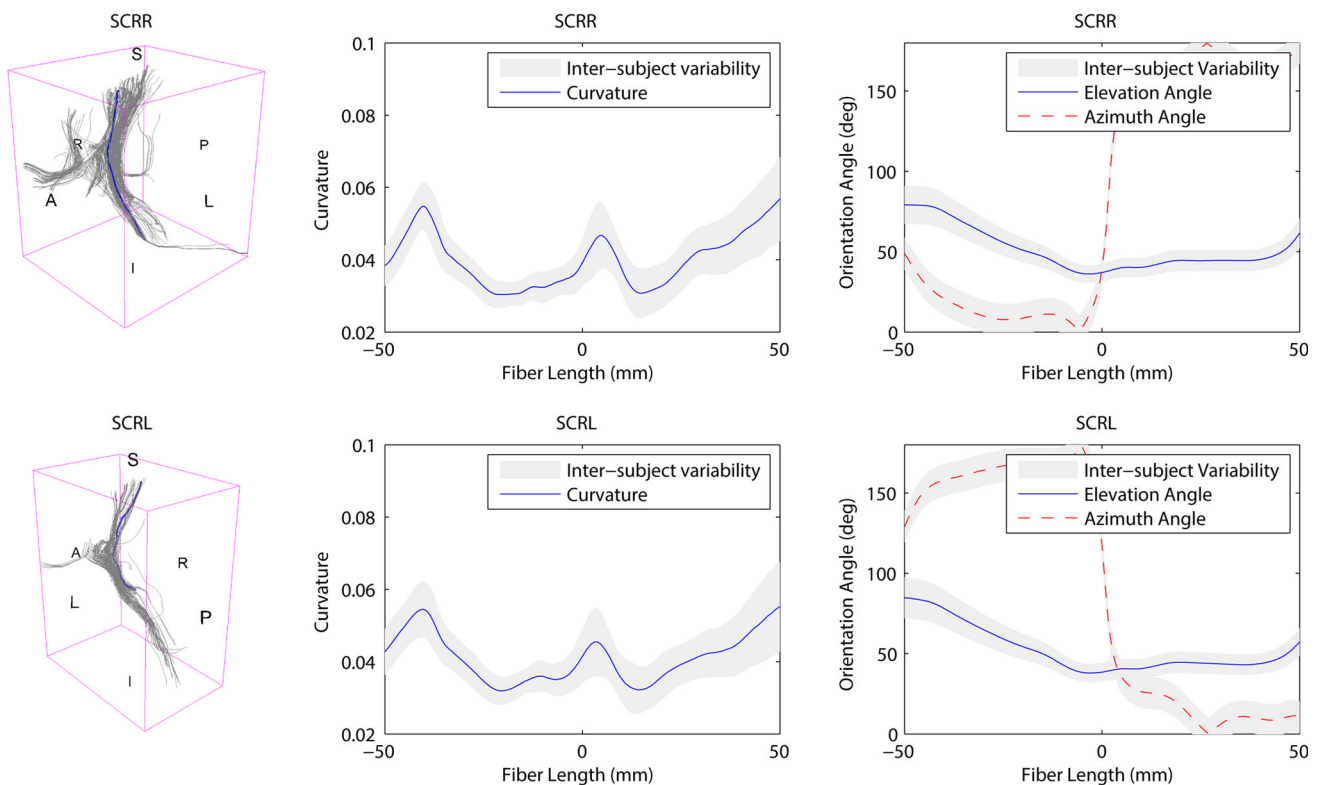 SCRR
S
R
P
A
L
I
SCRR
0.1
0.08
0.06
0.04
0.02
Curvature
Inter−subject variability
Curvature
−50
0
50
Fiber Length (mm)
SCRR
150
100
50
0
Orientation Angle (deg)
Inter−subject Variability
Elevation Angle
Azimuth Angle
−50
0
50
Fiber Length (mm)
SCRL
S
A
R
L
P
I
SCRL
0.1
0.08
0.06
0.04
0.02
Curvature
Inter−subject variability
Curvature
−50
0
50
Fiber Length (mm)
SCRL
150
100
50
0
Orientation Angle (deg)
Inter−subject Variability
Elevation Angle
Azimuth Angle
−50
0
50
Fiber Length (mm)